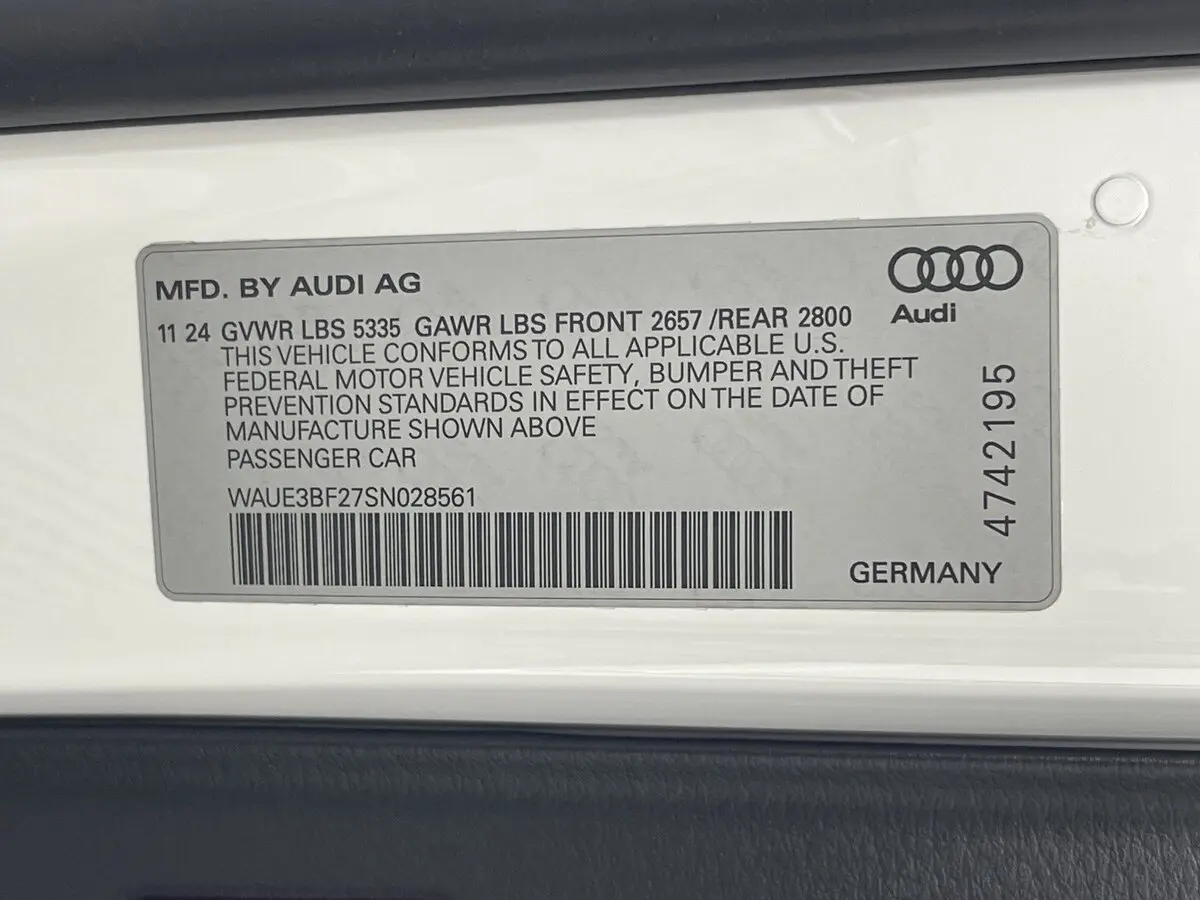 MFD. BY AUDI AG
Audi
11 24 GVWR LBS 5335 GAWR LBS FRONT 2657 /REAR 2800
THIS VEHICLE CONFORMS TO ALL APPLICABLE U.S.
FEDERAL MOTOR VEHICLE SAFETY, BUMPER AND THEFT
PREVENTION STANDARDS IN EFFECT ON THE DATE OF
MANUFACTURE SHOWN ABOVE
PASSENGER CAR
WAUE3BF27SN028561
GERMANY
4742195